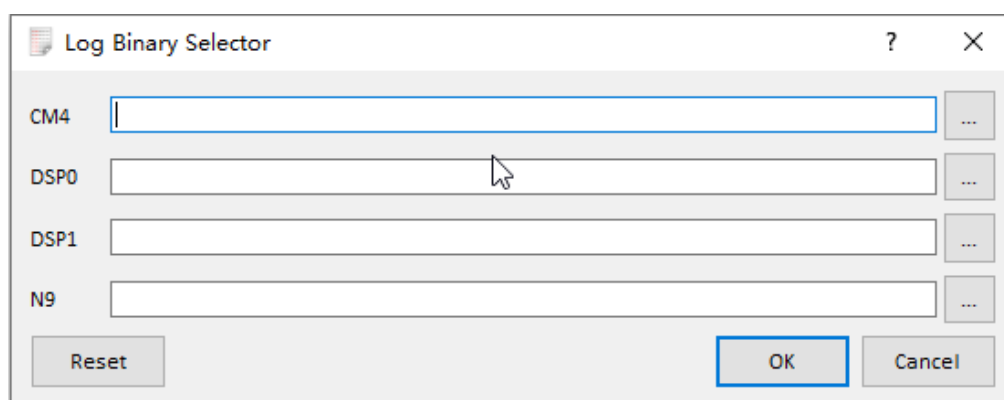 Log Binary Selector ?
CM4 ...
DSP0 ...
DSP1 ...
N9 ...
Reset OK Cancel